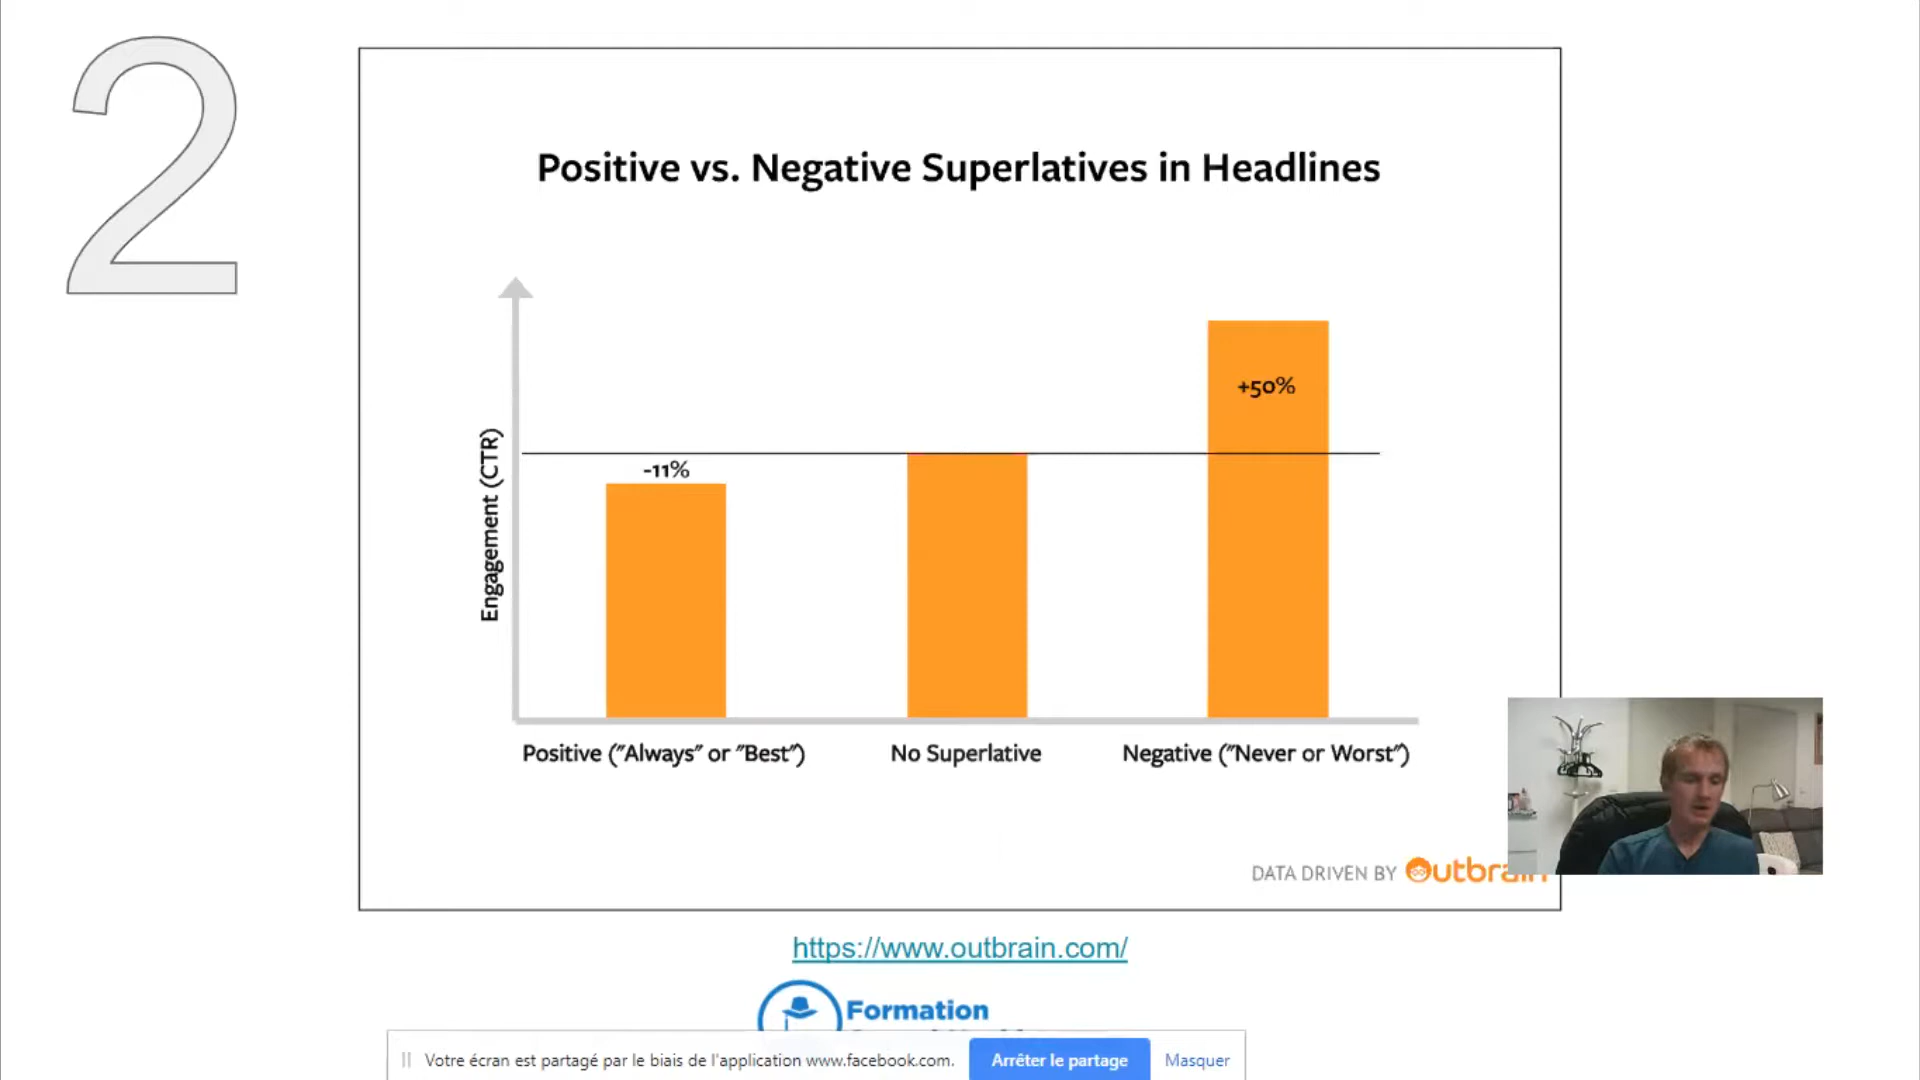 2
Positive vs. Negative Superlatives in Headlines
+50%
-11%
Engagement (CTR)
Positive ("Always" or "Best")
No Superlative
Negative ("Never or Worst")
DATA DRIVEN BY Outbrain
https://www.outbrain.com/
Formation
Votre écran est partagé par le biais de l'application www.facebook.com.
Arrêter le partage
Masquer